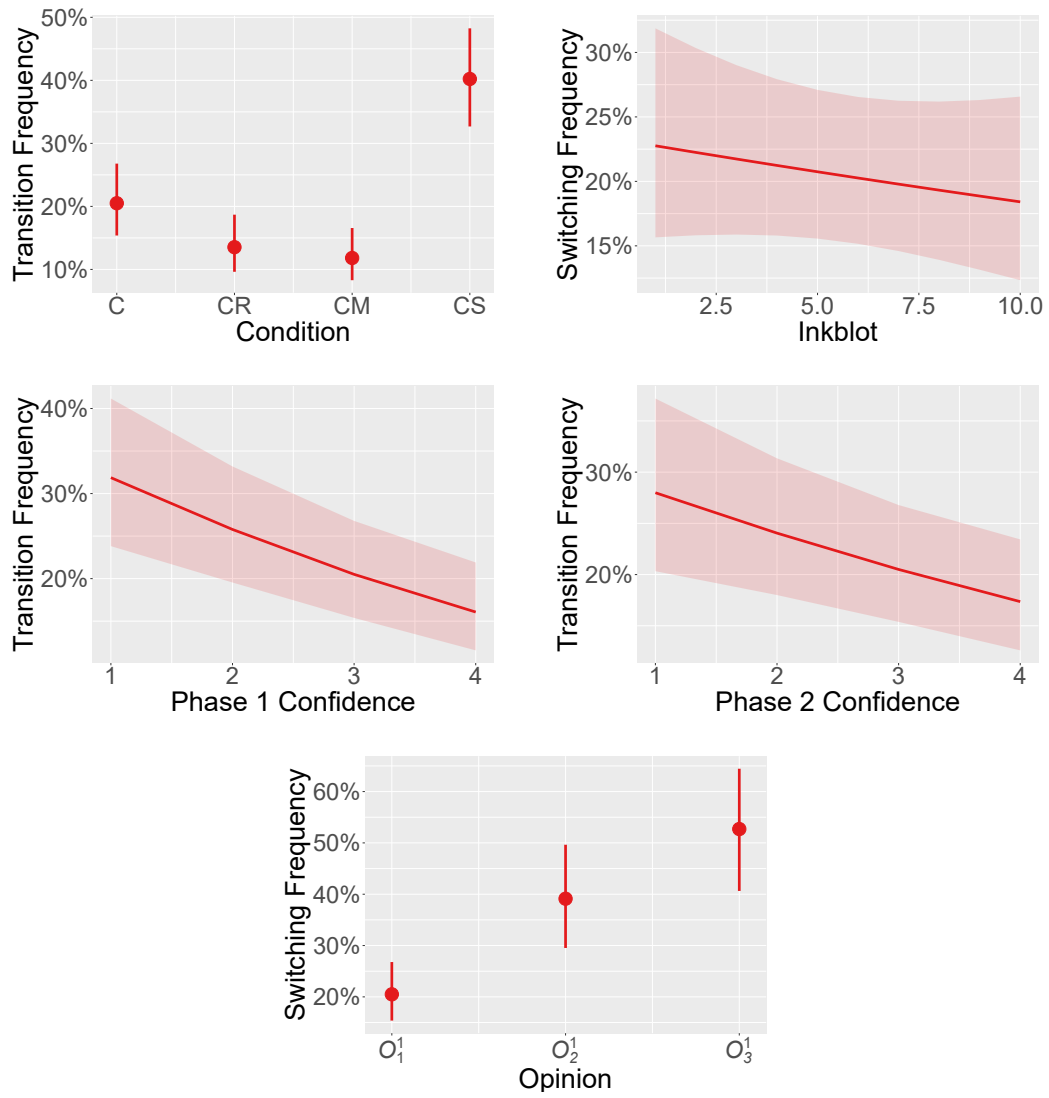 Transition Frequency
50%
40%
30%
20%
10%
C CR CM CS
Condition
Switching Frequency
30%
25%
20%
15%
2.5 5.0 7.5 10.0
Inkblot
Transition Frequency
40%
30%
20%
1 2 3 4
Phase 1 Confidence
Transition Frequency
30%
20%
1 2 3 4
Phase 2 Confidence
Switching Frequency
60%
50%
40%
30%
20%
O₁¹ O₂¹ O₃¹
Opinion